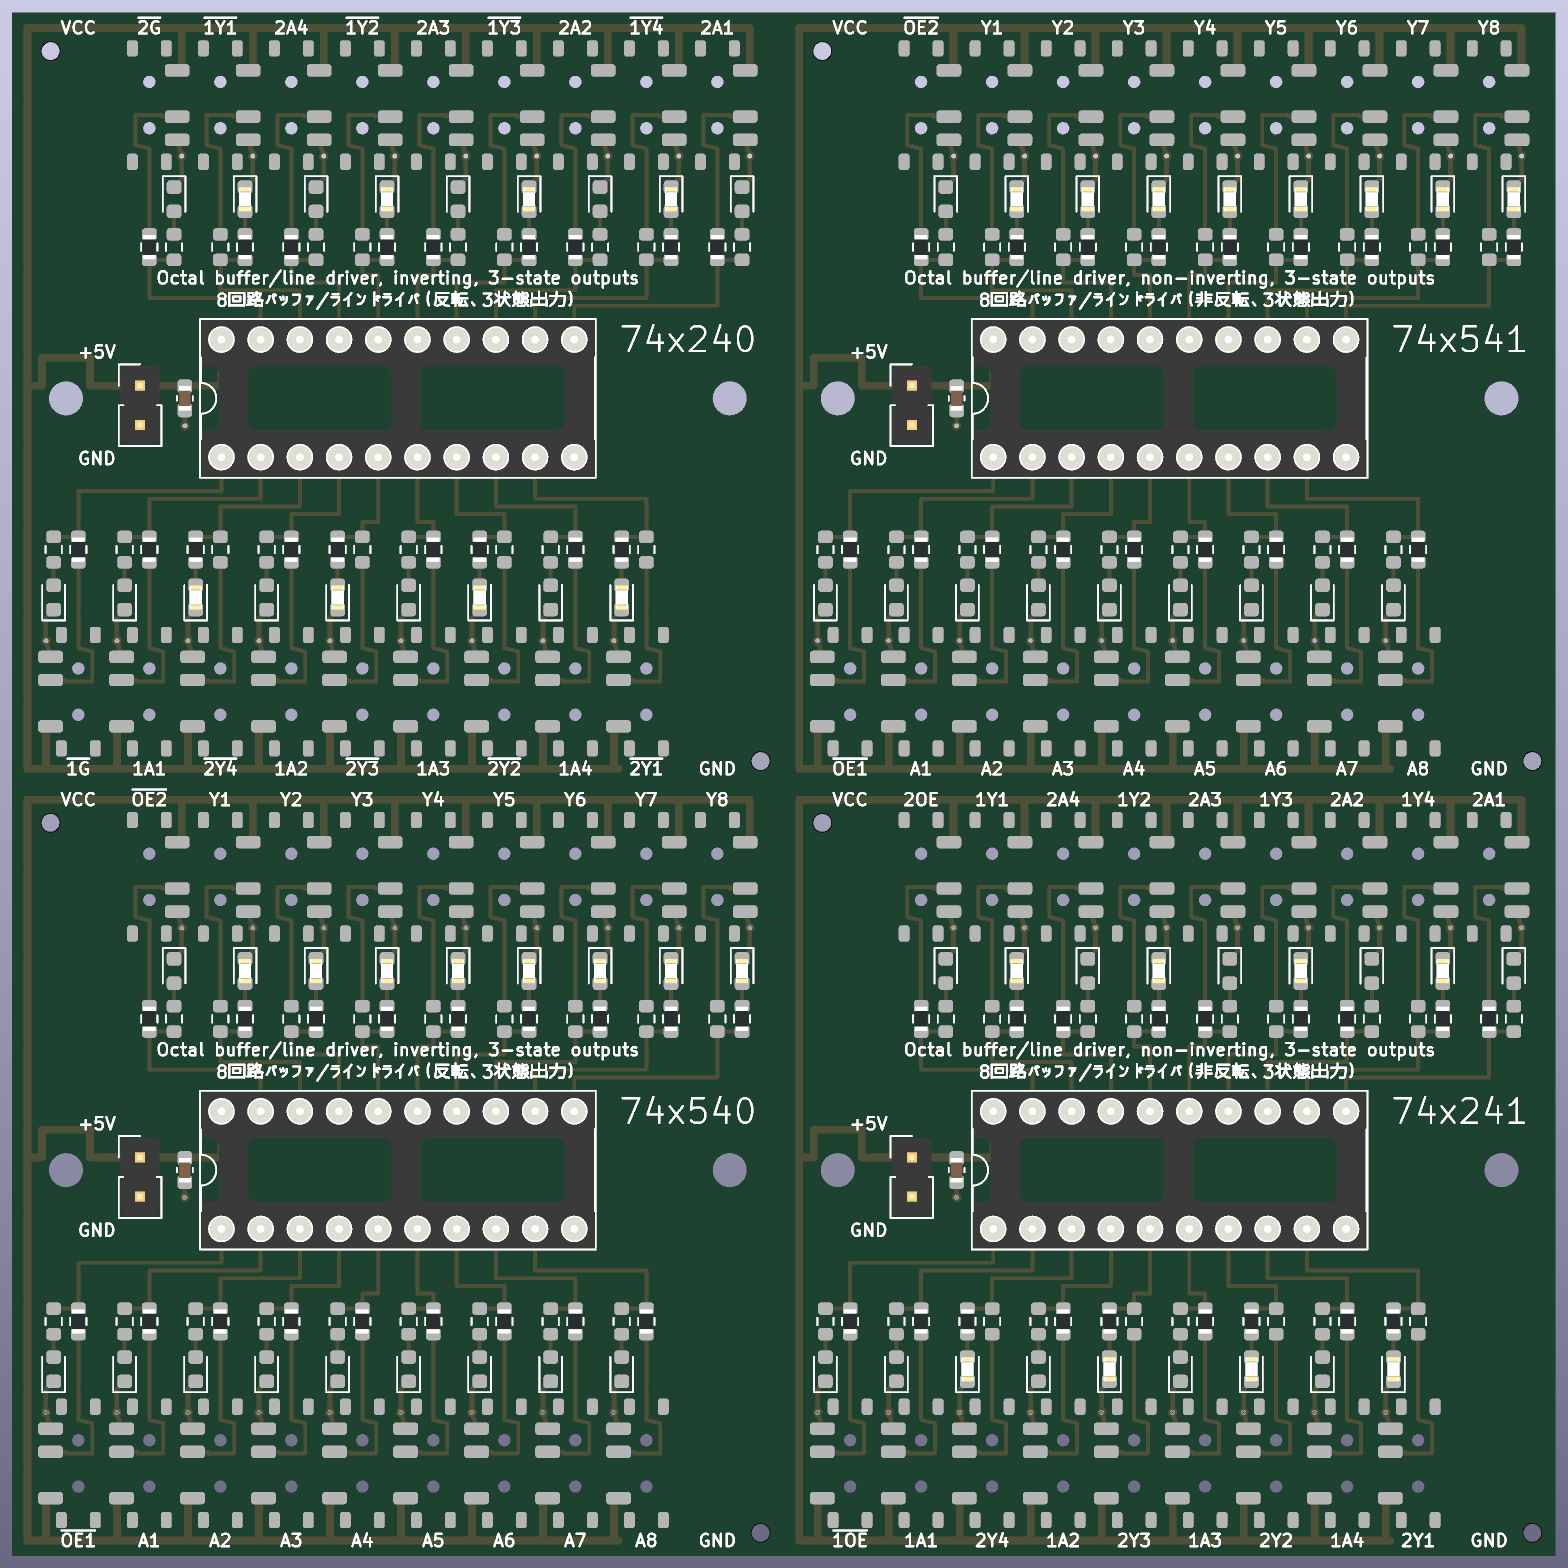 VCC 2G 1Y1 2A4 1Y2 2A3 1Y3 2A2 1Y4 2A1
Octal buffer/line driver, inverting, 3-state outputs
8回路バッファ/ラインドライバ(反転、3状態出力)
74x240
+5V
GND
1G 1A1 2Y4 1A2 2Y3 1A3 2Y2 1A4 2Y1 GND
VCC OE2 Y1 Y2 Y3 Y4 Y5 Y6 Y7 Y8
Octal buffer/line driver, non-inverting, 3-state outputs
8回路バッファ/ラインドライバ(非反転、3状態出力)
74x541
+5V
GND
OE1 A1 A2 A3 A4 A5 A6 A7 A8 GND
VCC OE2 Y1 Y2 Y3 Y4 Y5 Y6 Y7 Y8
Octal buffer/line driver, inverting, 3-state outputs
8回路バッファ/ラインドライバ(反転、3状態出力)
74x540
+5V
GND
OE1 A1 A2 A3 A4 A5 A6 A7 A8 GND
VCC 2OE 1Y1 2A4 1Y2 2A3 1Y3 2A2 1Y4 2A1
Octal buffer/line driver, non-inverting, 3-state outputs
8回路バッファ/ラインドライバ(非反転、3状態出力)
74x241
+5V
GND
1OE 1A1 2Y4 1A2 2Y3 1A3 2Y2 1A4 2Y1 GND